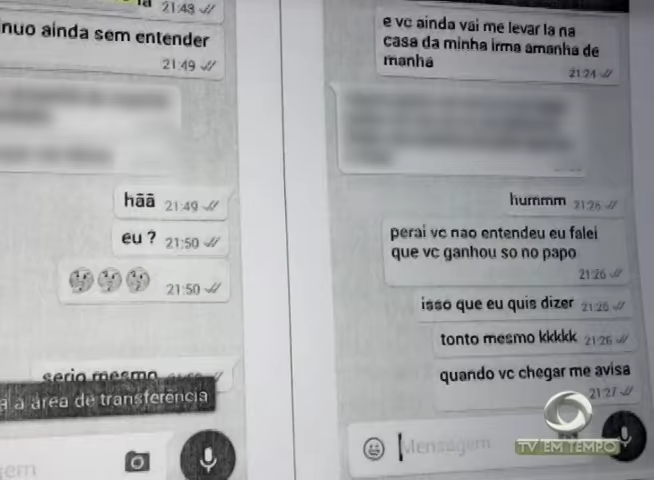 21:49
nuo ainda sem entender
21:49
hãã 21:49
eu ? 21:50
21:50
serio mesmo
a área de transferência
e vc ainda vai me levar la na
casa da minha irma amanha de
manha
21:24
hummm 21:26
perai vc nao entendeu eu falei
que vc ganhou so no papo
21:26
isso que eu quis dizer 21:26
tonto mesmo kkkkk 21:26
quando vc chegar me avisa
21:27
Mensagem
TV EM TEMPO